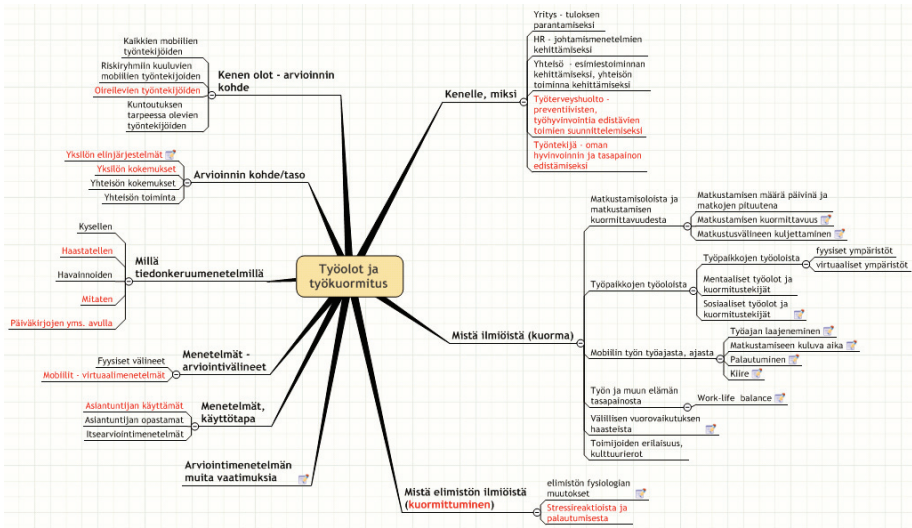 Kaikkien mobiilien
työntekijöiden
Riskiryhmiin kuuluvien
mobiilien työntekijoiden
Oireilevien työntekijöiden
Kuntoutuksen
tarpeessa olevien
työntekijöiden
Kenen olot - arvioinnin
kohde
Yksilön elinjärjestelmät
Yksilön kokemukset
Yhteisön kokemukset
Yhteisön toiminta
Arvioinnin kohde/taso
Kysellen
Haastatellen
Havainnoiden
Mitaten
Päiväkirjojen yms. avulla
Millä
tiedonkeruumenetelmillä
Fyysiset välineet
Mobiilit - virtuaalimenetelmät
Menetelmät -
arviointivälineet
Asiantuntijan käyttämät
Asiantuntijan opastamat
Itsearviointimenetelmät
Menetelmät,
käyttötapa
Arviointimenetelmän
muita vaatimuksia
Työolot ja
työkuormitus
Kenelle, miksi
Yritys - tuloksen
parantamiseksi
HR - johtamismenetelmien
kehittämiseksi
Yhteisö - esimiestoiminnan
kehittämiseksi, yhteisön
toiminna kehittämiseksi
Työterveyshuolto -
preventiivisten,
työhyvinvointia edistävien
toimien suunnittelemiseksi
Työntekijä - oman
hyvinvoinnin ja tasapainon
edistämiseksi
Mistä ilmiöistä (kuorma)
Matkustamisoloista ja
matkustamisen
kuormittavuudesta
Matkustamisen määrä päivinä ja
matkojen pituutena
Matkustamisen kuormittavuus
Matkustusvälineen kuljettaminen
Työpaikkojen työoloista
Työpaikkojen työoloista
fyysiset ympäristöt
virtuaaliset ympäristöt
Mentaaliset työolot ja
kuormitustekijät
Sosiaaliset työolot ja
kuormitustekijät
Mobiilin työn työajasta, ajasta
Työajan laajeneminen
Matkustamiseen kuluva aika
Palautuminen
Kiire
Työn ja muun elämän
tasapainosta
Work-life balance
Välillisen vuorovaikutuksen
haasteista
Toimijoiden erilaisuus,
kulttuurierot
Mistä elimistön ilmiöistä
(kuormittuminen)
elimistön fysiologian
muutokset
Stressireaktioista ja
palautumisesta